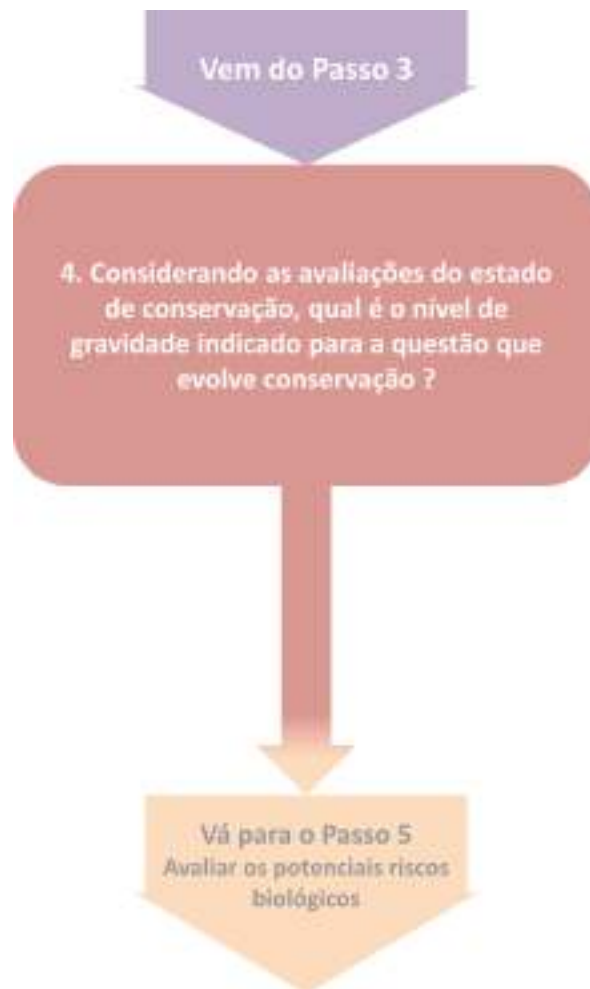 Vem do Passo 3
4. Considerando as avaliações do estado
de conservação, qual é o nível de
gravidade indicado para a questão que
evolve conservação ?
Vá para o Passo 5
Avaliar os potenciais riscos
biológicos